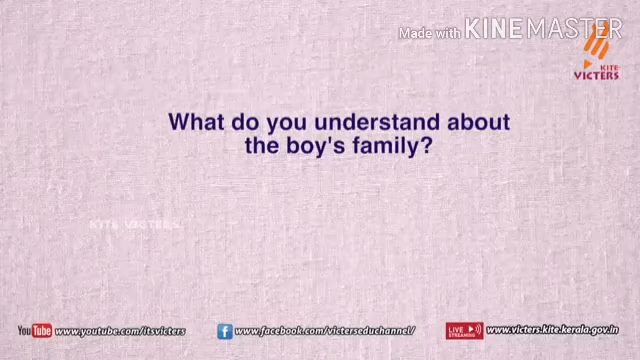 Made with KINEMASTER
KITE
VICTERS
What do you understand about
the boy's family?
KITE VICTERS
YouTube www.youtube.com/itsvicters
f www.facebook.com/victerseduchannel/
LIVE STREAMING www.victers.kite.kerala.gov.in